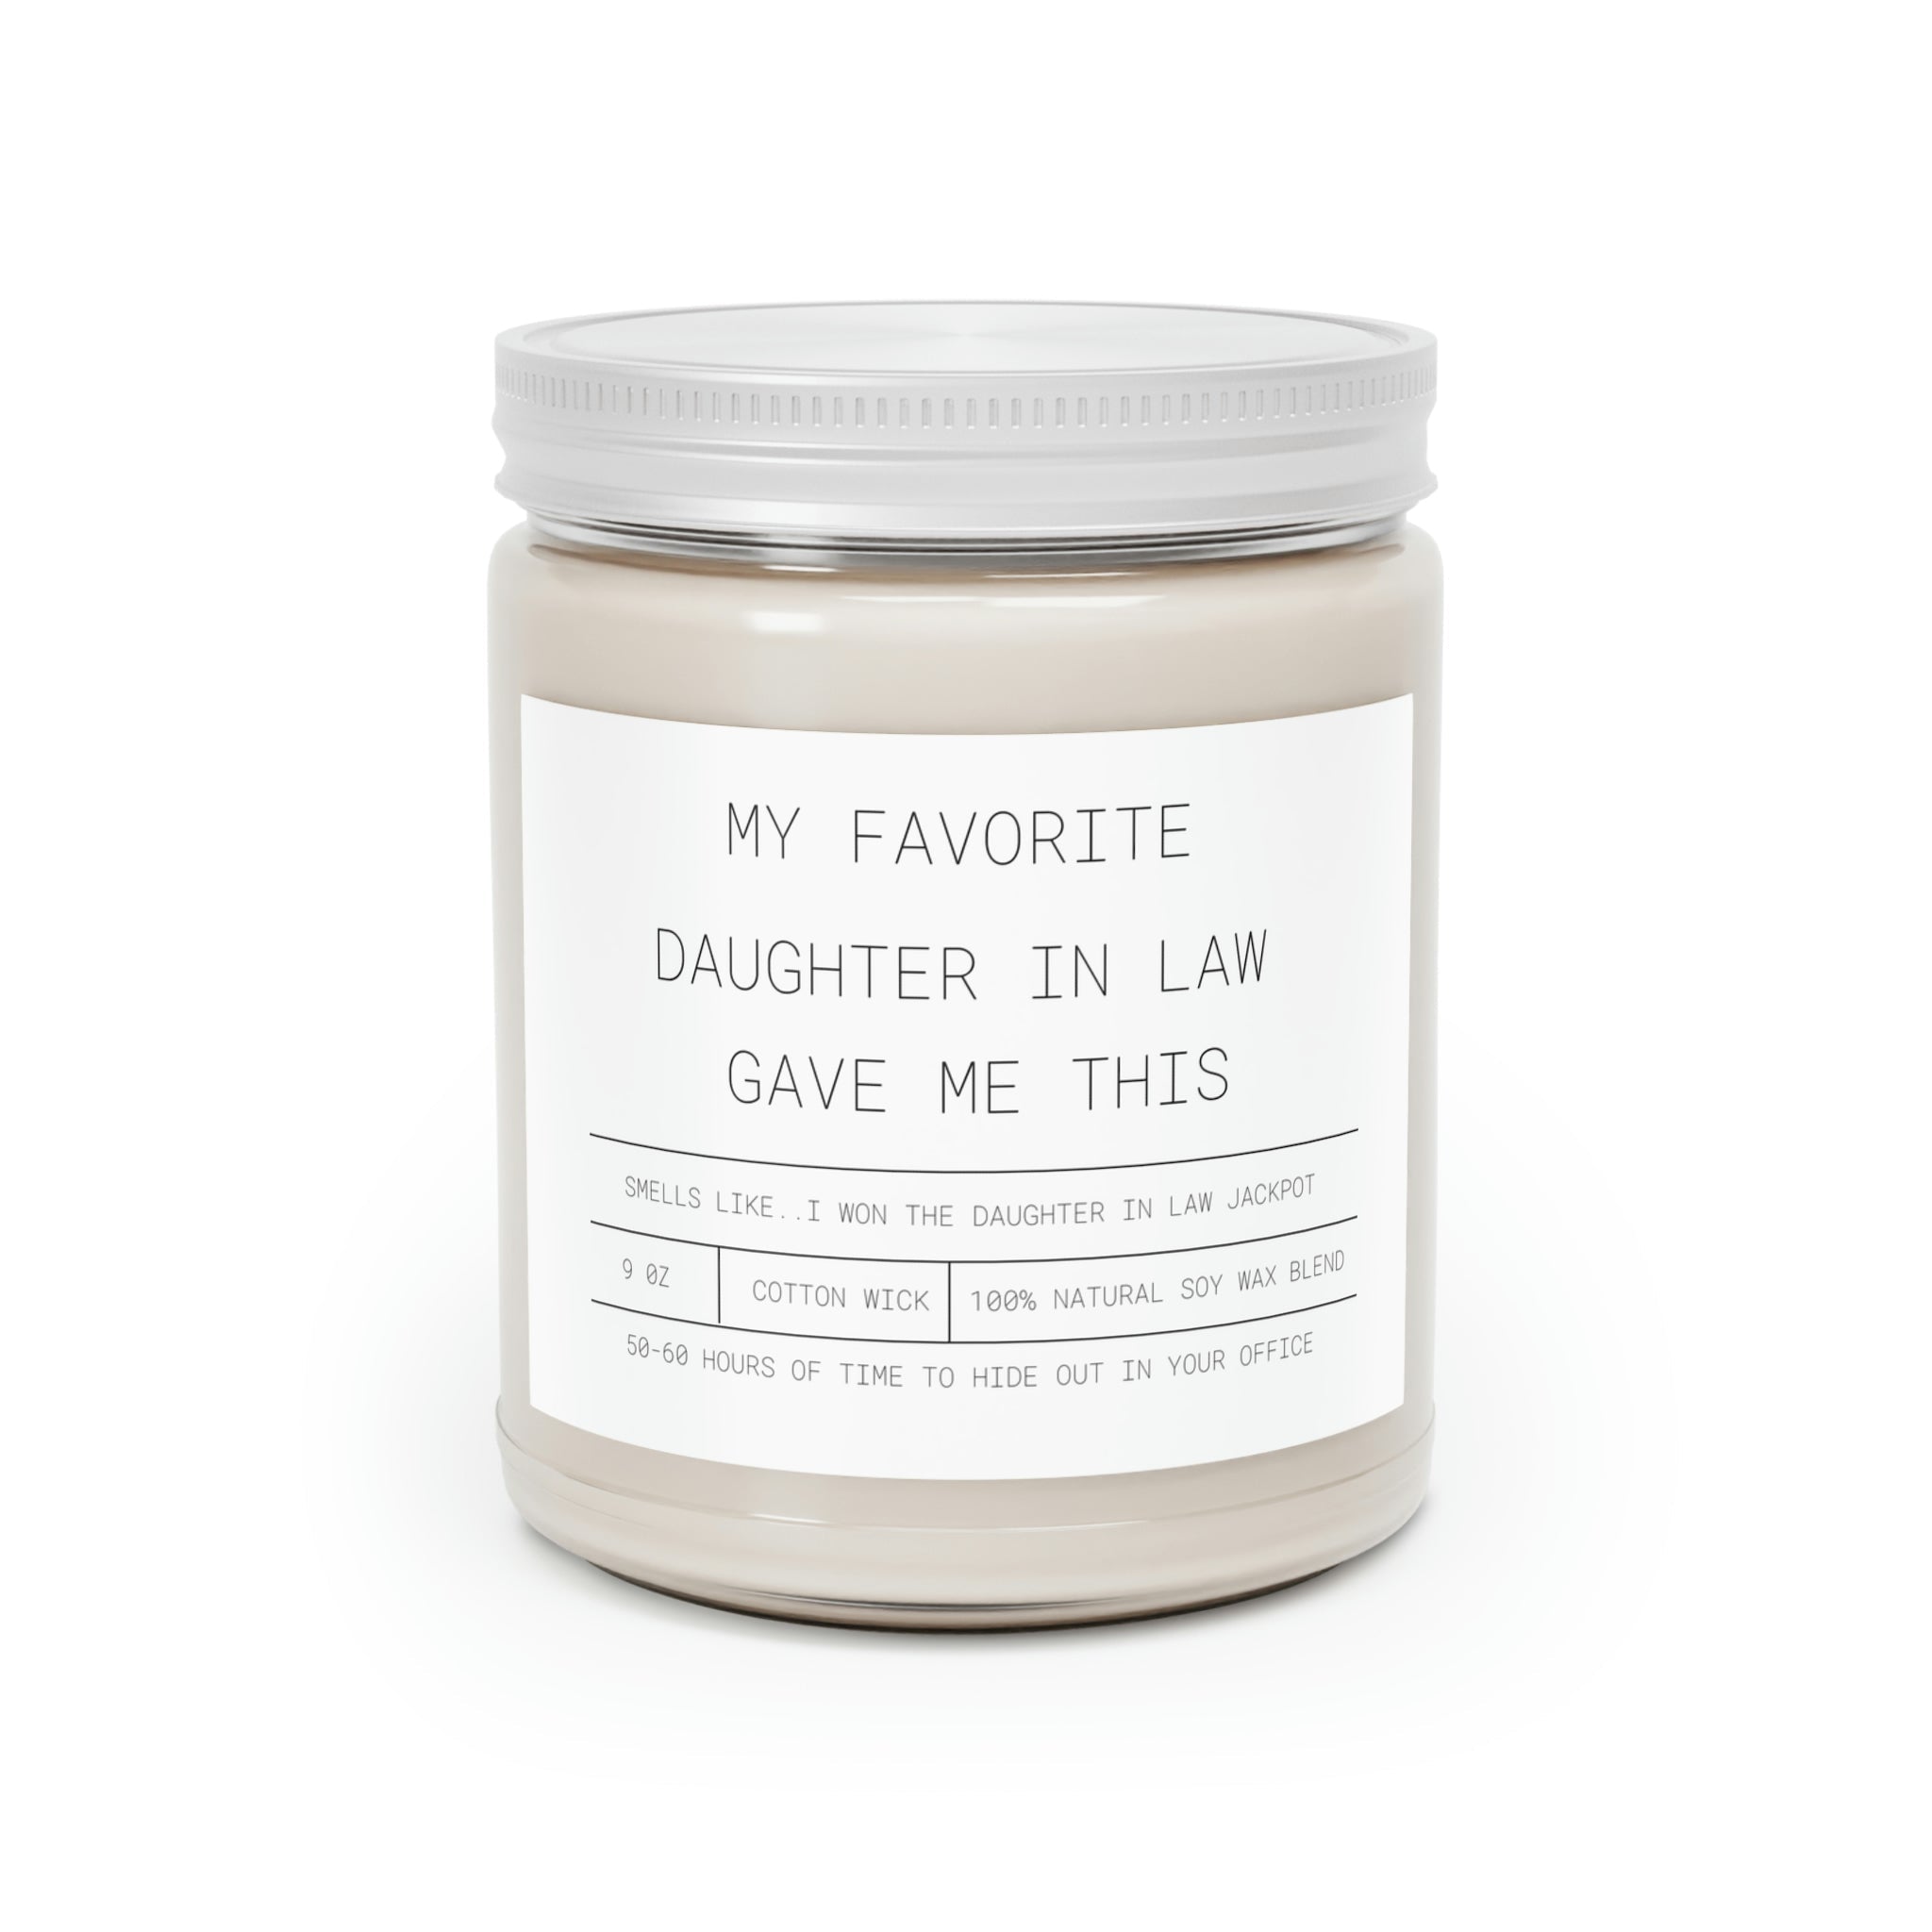 MY FAVORITE
DAUGHTER IN LAW
GAVE ME THIS
SMELLS LIKE..I WON THE DAUGHTER IN LAW JACKPOT
9 OZ
COTTON WICK
100% NATURAL SOY WAX BLEND
50-60 HOURS OF TIME TO HIDE OUT IN YOUR OFFICE